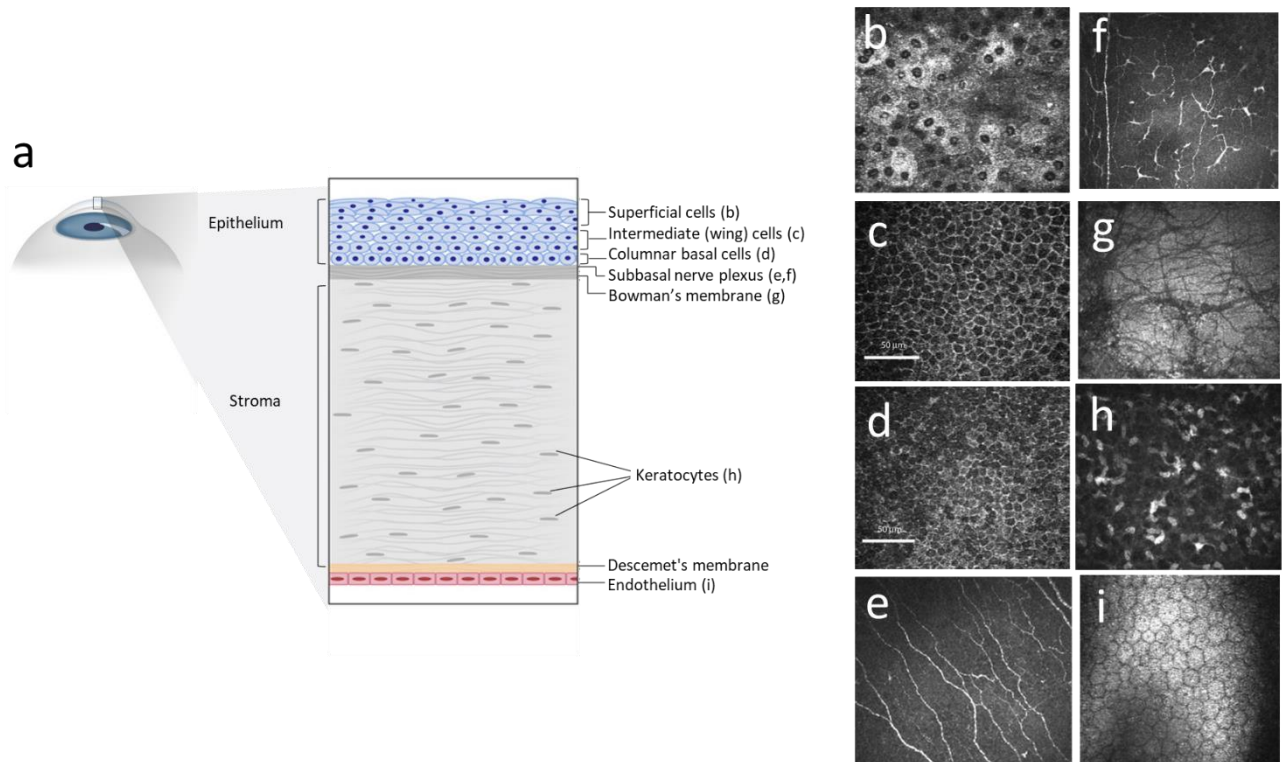 a
Epithelium
Stroma
Superficial cells (b)
Intermediate (wing) cells (c)
Columnar basal cells (d)
Subbasal nerve plexus (e,f)
Bowman's membrane (g)
Keratocytes (h)
Descemet's membrane
Endothelium (i)
b
c
50 µm
d
50 µm
e
f
g
h
i